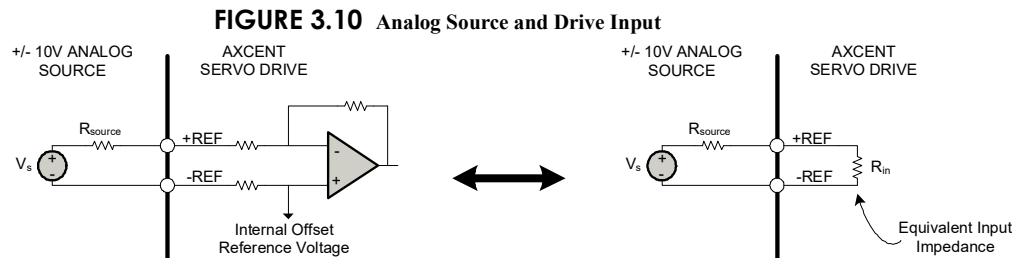 FIGURE 3.10 Analog Source and Drive Input
+/- 10V ANALOG
SOURCE
AXCENT
SERVO DRIVE
Rsource
+REF
Vs
+
-
-REF
-
+
Internal Offset
Reference Voltage
+/- 10V ANALOG
SOURCE
AXCENT
SERVO DRIVE
Rsource
+REF
Vs
+
-
Rin
-REF
Equivalent Input
Impedance